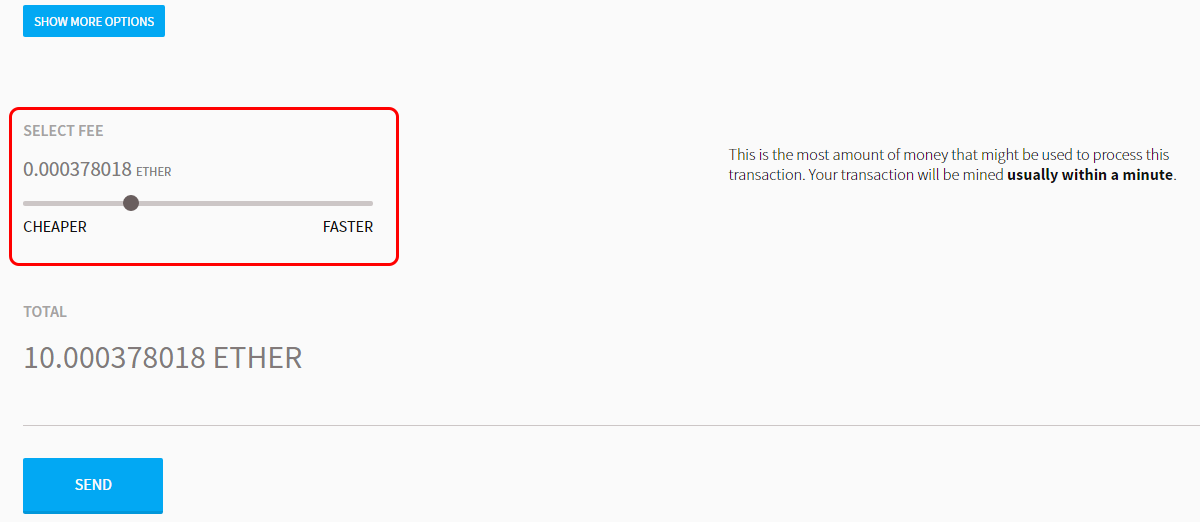 SHOW MORE OPTIONS
SELECT FEE
0.000378018 ETHER
CHEAPER FASTER
This is the most amount of money that might be used to process this
transaction. Your transaction will be mined usually within a minute.
TOTAL
10.000378018 ETHER
SEND